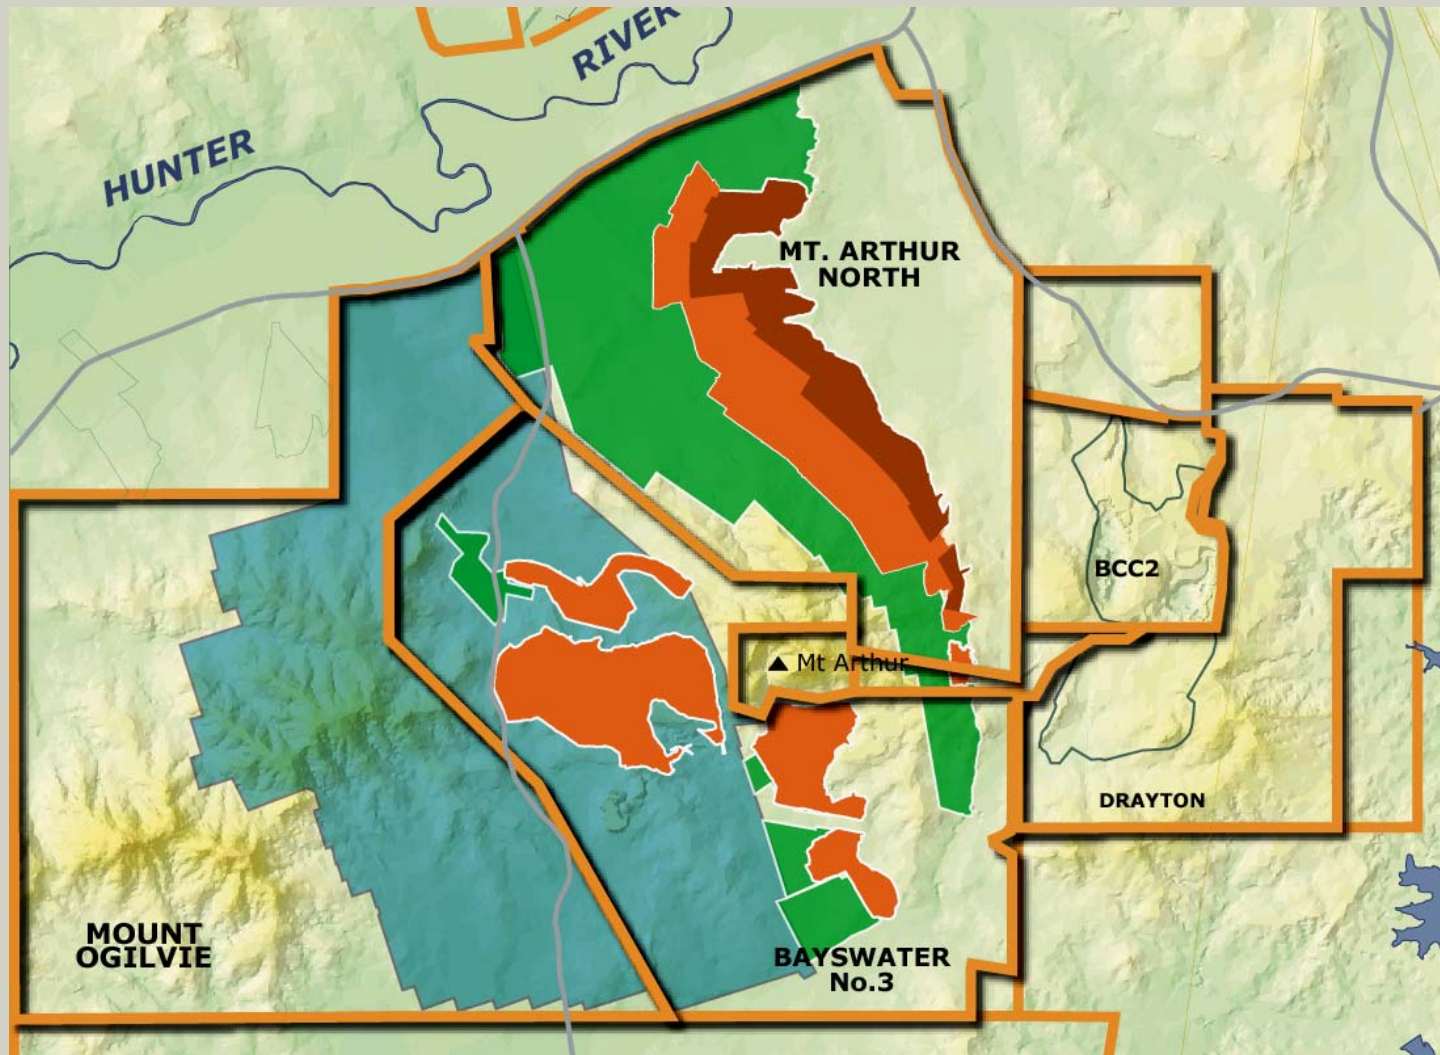 RIVER
HUNTER
MT. ARTHUR
NORTH
BCC2
Mt Arthur
DRAYTON
MOUNT
OGILVIE
BAYSWATER
No.3